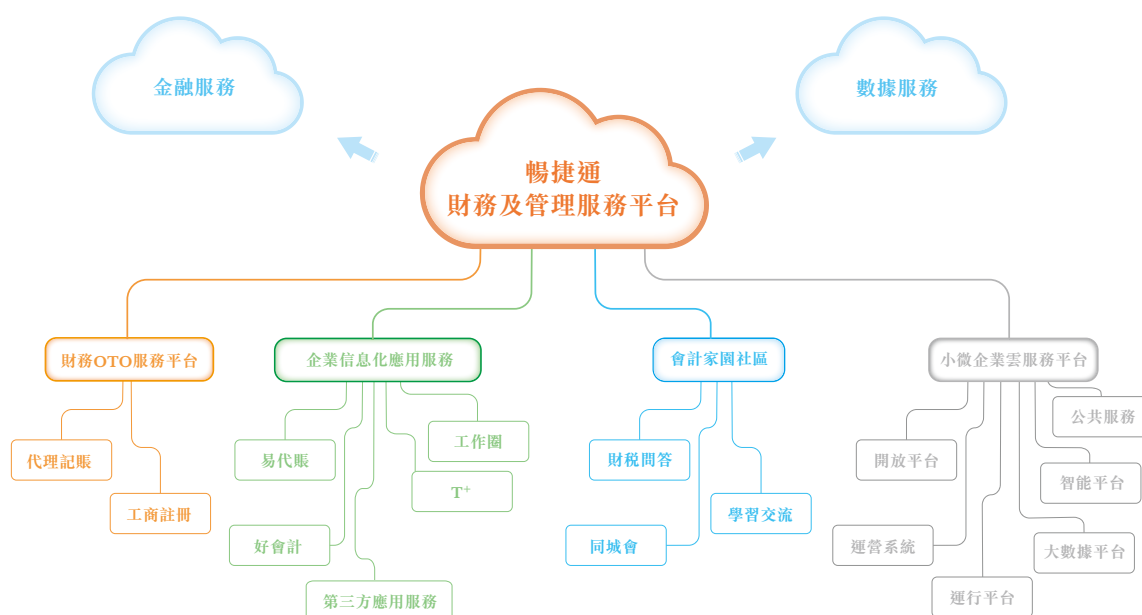 金融服務
數據服務
暢捷通
財務及管理服務平台
財務OTO服務平台
企業信息化應用服務
會計家園社區
小微企業雲服務平台
公共服務
工作圈
代理記賬
易代賬
財稅問答
開放平台
智能平台
T+
工商註冊
學習交流
好會計
同城會
運營系統
大數據平台
第三方應用服務
運行平台